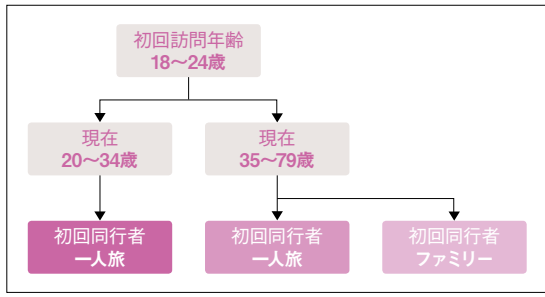 初回訪問年齢
18〜24歳
現在
20〜34歳
現在
35〜79歳
初回同行者
一人旅
初回同行者
一人旅
初回同行者
ファミリー